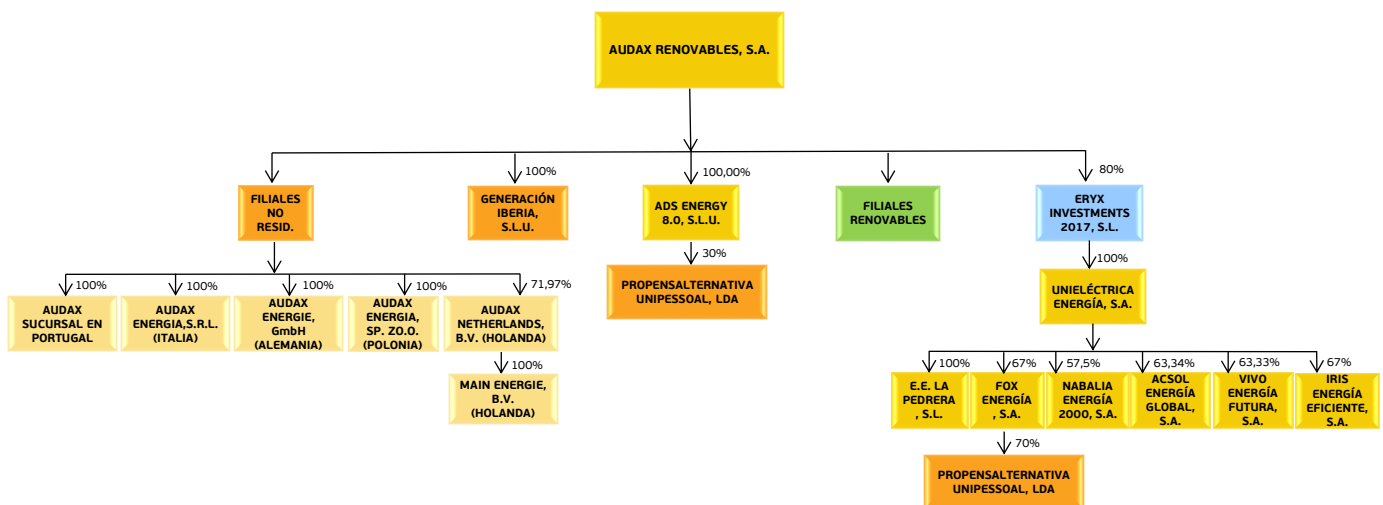 AUDAX RENOVABLES, S.A.
100%
100,00%
80%
FILIALES
NO
RESID.
GENERACIÓN
IBERIA,
S.L.U.
ADS ENERGY
8.0, S.L.U.
FILIALES
RENOVABLES
ERYX
INVESTMENTS
2017, S.L.
30%
100%
PROPENSALTERNATIVA
UNIPESSOAL, LDA
UNIELÉCTRICA
ENERGÍA, S.A.
100%
100%
100%
100%
71,97%
AUDAX
SUCURSAL EN
PORTUGAL
AUDAX
ENERGIA,S.R.L.
(ITALIA)
AUDAX
ENERGIE,
GmbH
(ALEMANIA)
AUDAX
ENERGIA,
SP. ZO.O.
(POLONIA)
AUDAX
NETHERLANDS,
B.V. (HOLANDA)
100%
MAIN ENERGIE,
B.V.
(HOLANDA)
100%
67%
57,5%
63,34%
63,33%
67%
E.E. LA
PEDRERA
, S.L.
FOX
ENERGÍA
, S.A.
NABALIA
ENERGÍA
2000, S.A.
ACSOL
ENERGÍA
GLOBAL,
S.A.
VIVO
ENERGÍA
FUTURA,
S.A.
IRIS
ENERGÍA
EFICIENTE,
S.A.
70%
PROPENSALTERNATIVA
UNIPESSOAL, LDA